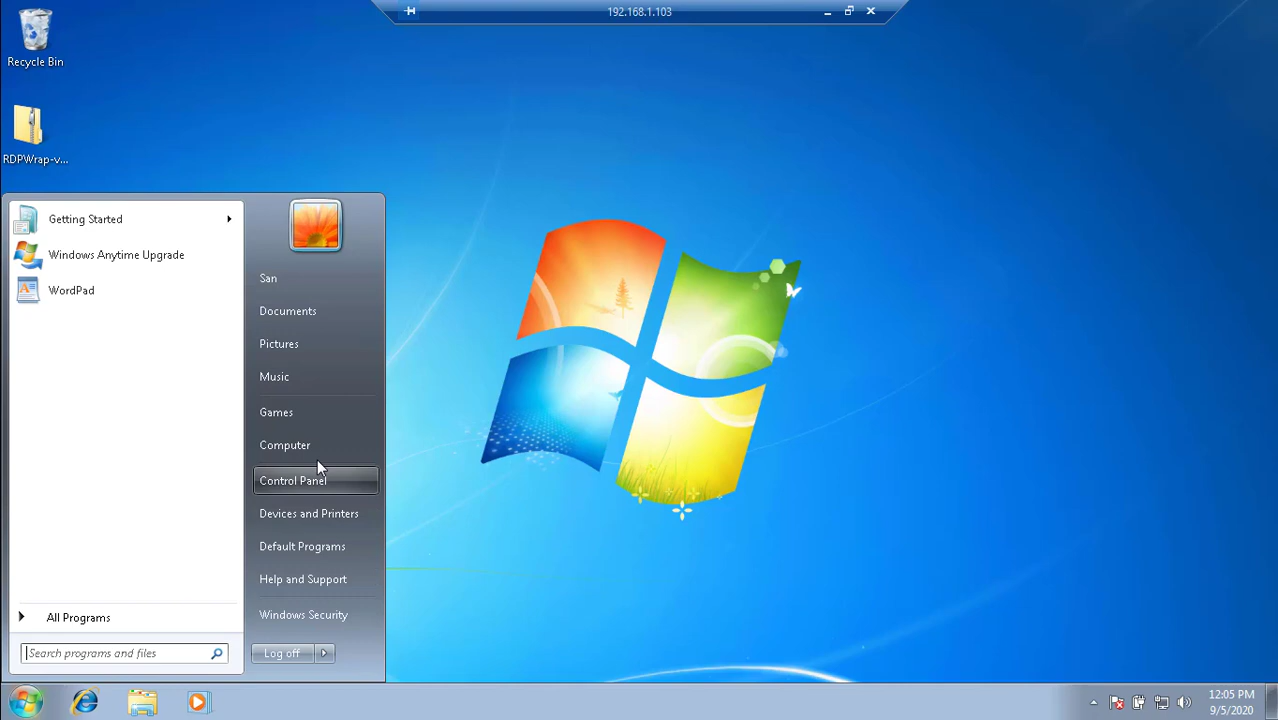 192.168.1.103
Recycle Bin
RDPWrap-v...
Getting Started
Windows Anytime Upgrade
WordPad
All Programs
Search programs and files
San
Documents
Pictures
Music
Games
Computer
Control Panel
Devices and Printers
Default Programs
Help and Support
Windows Security
Log off
12:05 PM
9/5/2020